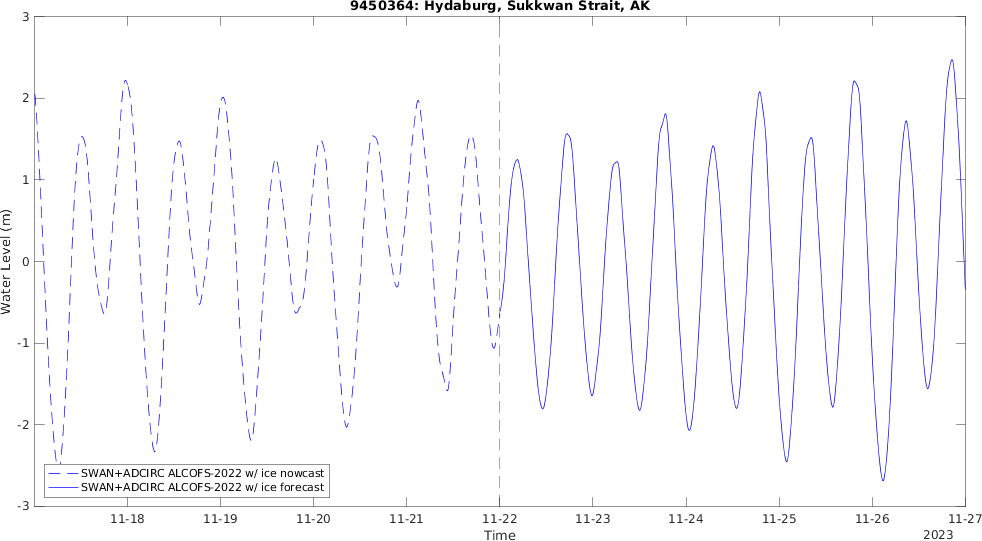 9450364: Hydaburg, Sukkwan Strait, AK
3
2
1
0
-1
-2
-3
Water Level (m)
SWAN+ADCIRC ALCOFS-2022 w/ ice nowcast
SWAN+ADCIRC ALCOFS-2022 w/ ice forecast
11-18 11-19 11-20 11-21 11-22 11-23 11-24 11-25 11-26 11-27
Time
2023